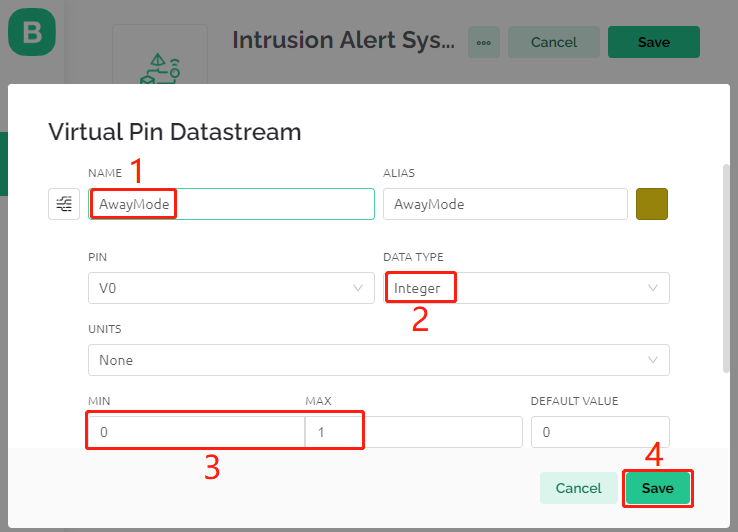 B
Intrusion Alert Sys...
•••
Cancel
Save
Virtual Pin Datastream
1
NAME
ALIAS
AwayMode
AwayMode
PIN
DATA TYPE
V0
Integer
2
UNITS
None
MIN
MAX
DEFAULT VALUE
0
1
0
3
4
Cancel
Save